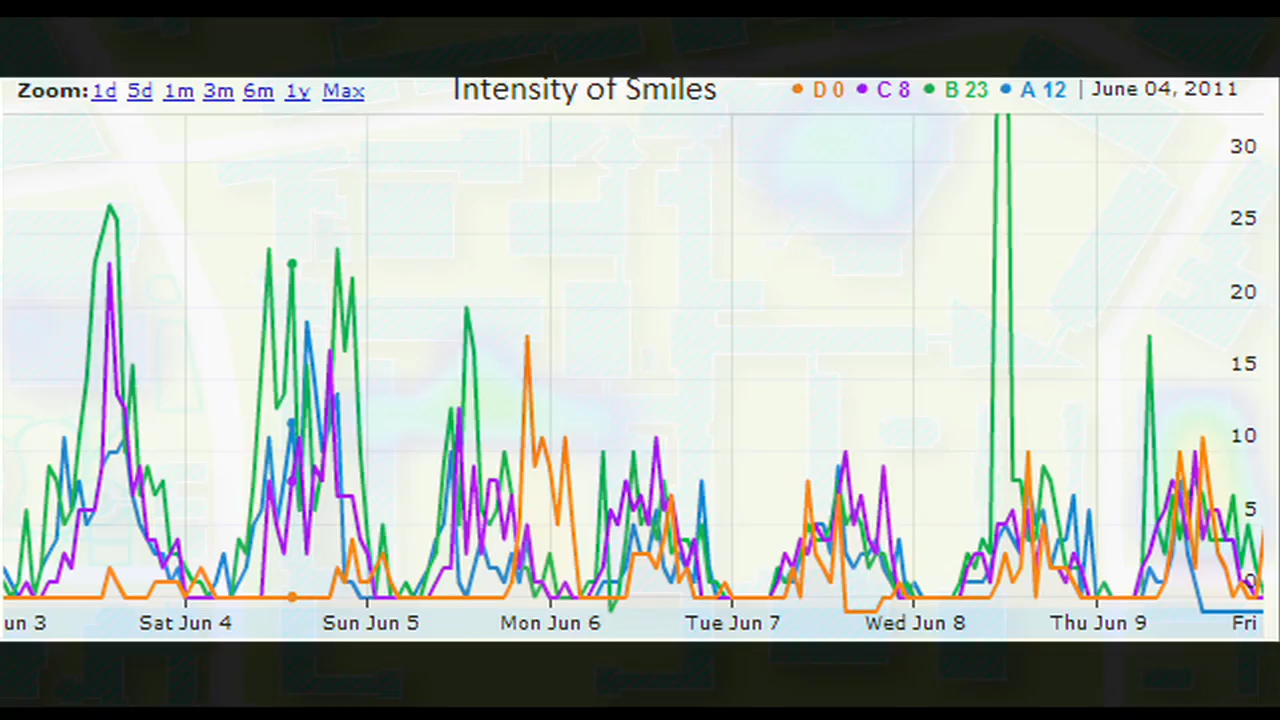 Zoom: 1d 5d 1m 3m 6m 1y Max
Intensity of Smiles
D 0 C 8 B 23 A 12 | June 04, 2011
30
25
20
15
10
5
0
un 3 Sat Jun 4 Sun Jun 5 Mon Jun 6 Tue Jun 7 Wed Jun 8 Thu Jun 9 Fri